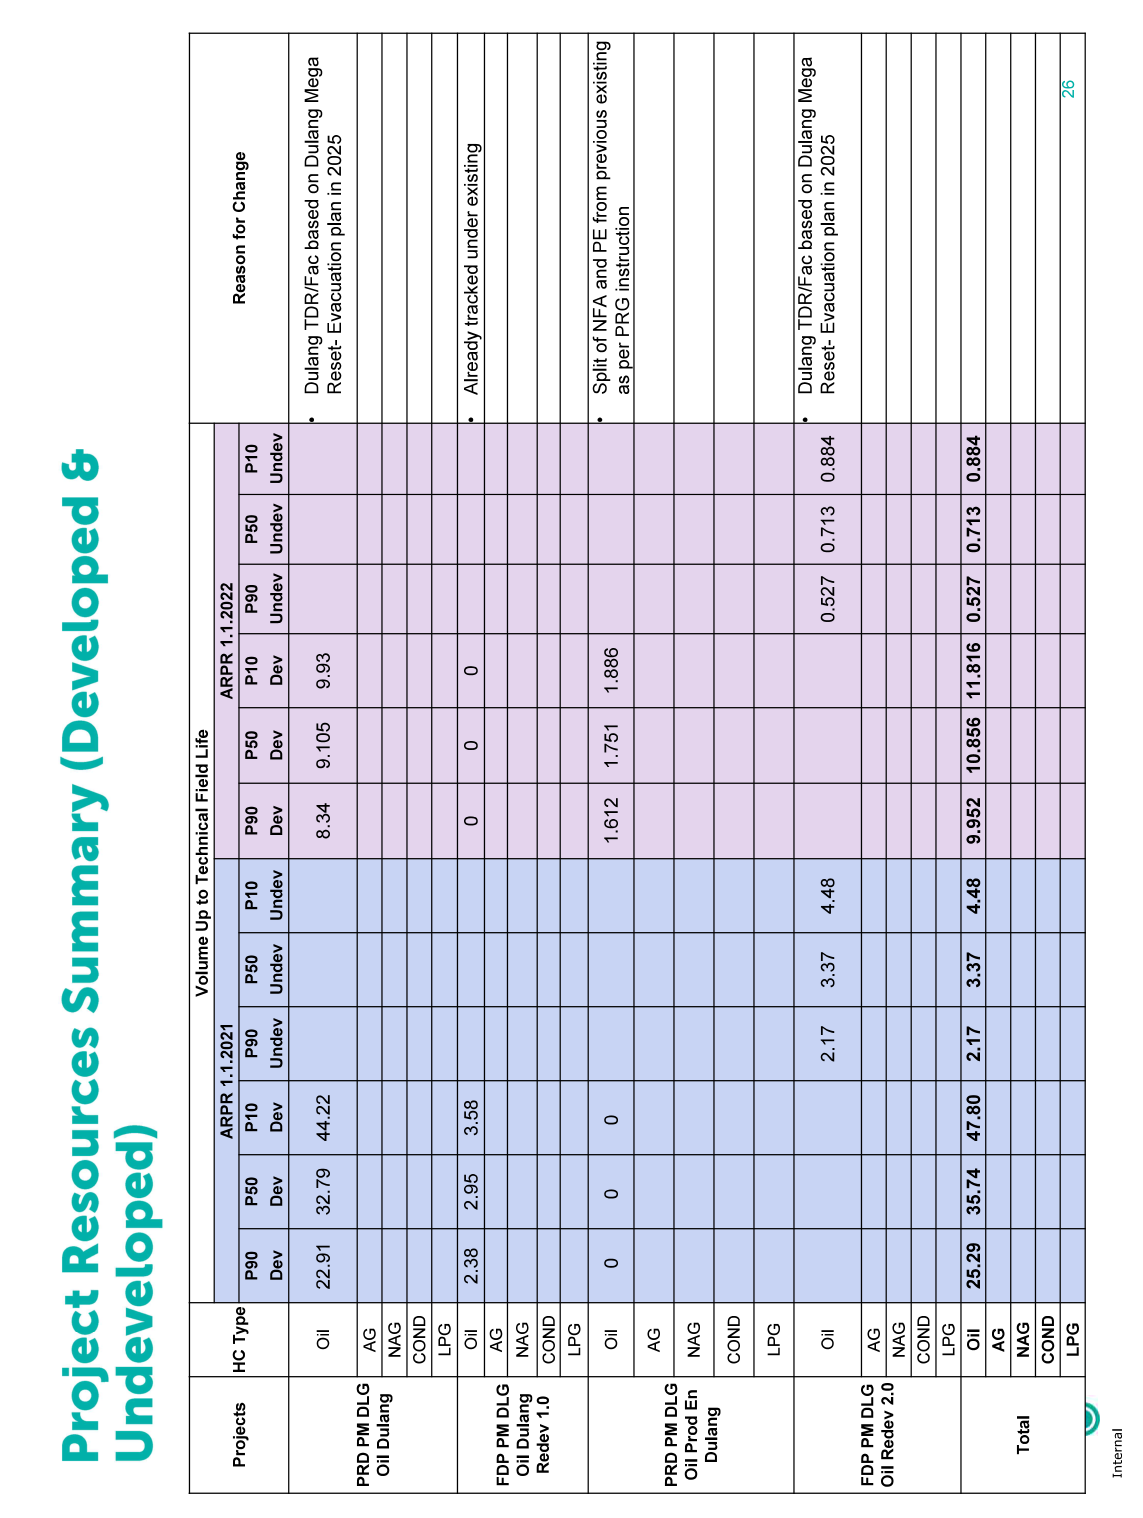 Project Resources Summary (Developed &
Undeveloped)
Projects HC Type Volume Up to Technical Field Life Reason for Change
ARPR 1.1.2021 ARPR 1.1.2022
P90 Dev P50 Dev P10 Dev P90 Undev P50 Undev P10 Undev P90 Dev P50 Dev P10 Dev P90 Undev P50 Undev P10 Undev
PRD PM DLG Oil Dulang Oil 22.91 32.79 44.22 8.34 9.105 9.93 • Dulang TDR/Fac based on Dulang Mega Reset- Evacuation plan in 2025
AG
NAG
COND
LPG
FDP PM DLG Oil Dulang Redev 1.0 Oil 2.38 2.95 3.58 0 0 0 • Already tracked under existing
AG
NAG
COND
LPG
PRD PM DLG Oil Prod En Dulang Oil 0 0 0 1.612 1.751 1.886 • Split of NFA and PE from previous existing as per PRG instruction
AG
NAG
COND
LPG
FDP PM DLG Oil Redev 2.0 Oil 2.17 3.37 4.48 0.527 0.713 0.884 • Dulang TDR/Fac based on Dulang Mega Reset- Evacuation plan in 2025
AG
NAG
COND
LPG
Total Oil 25.29 35.74 47.80 2.17 3.37 4.48 9.952 10.856 11.816 0.527 0.713 0.884
AG
NAG
COND
LPG
26
Internal